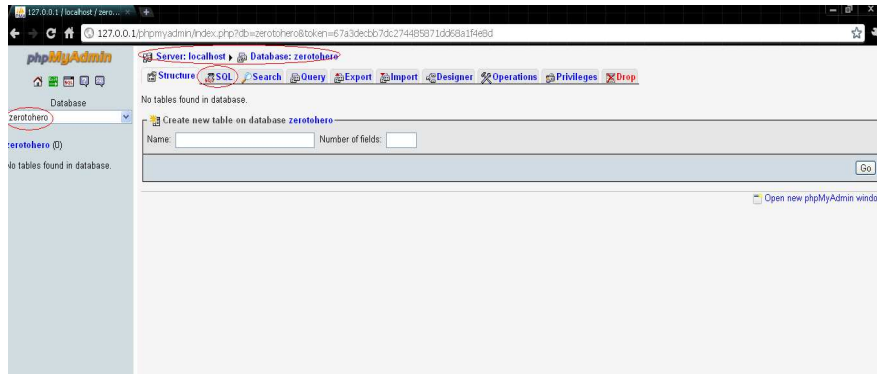 127.0.0.1 / localhost / zero...
127.0.0.1/phpmyadmin/index.php?db=zerotohero&token=67a3decbb7dc274485871dd68a1f4e8d
phpMyAdmin
Database
zerotohero
zerotohero (0)
No tables found in database.
Server: localhost Database: zerotohero
Structure SQL Search Query Export Import Designer Operations Privileges Drop
No tables found in database.
Create new table on database zerotohero
Name: Number of fields:
Go
Open new phpMyAdmin windo